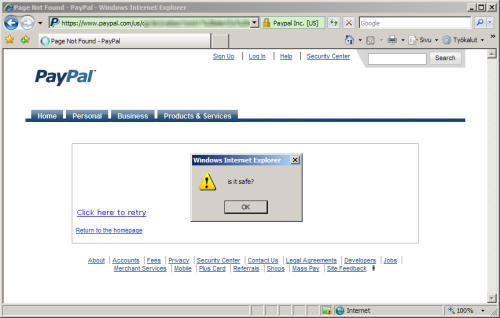 Page Not Found - PayPal - Windows Internet Explorer
https://www.paypal.com/us/c
Paypal Inc. [US]
Google
Page Not Found - PayPal
Sivu
Työkalut
Sign Up | Log In | Help | Security Center
Search
PayPal
Home Personal Business Products & Services
Windows Internet Explorer
is it safe?
OK
Click here to retry
Return to the homepage
About | Accounts | Fees | Privacy | Security Center | Contact Us | Legal Agreements | Developers | Jobs |
Merchant Services | Mobile | Plus Card | Referrals | Shops | Mass Pay | Site Feedback
Internet
100%